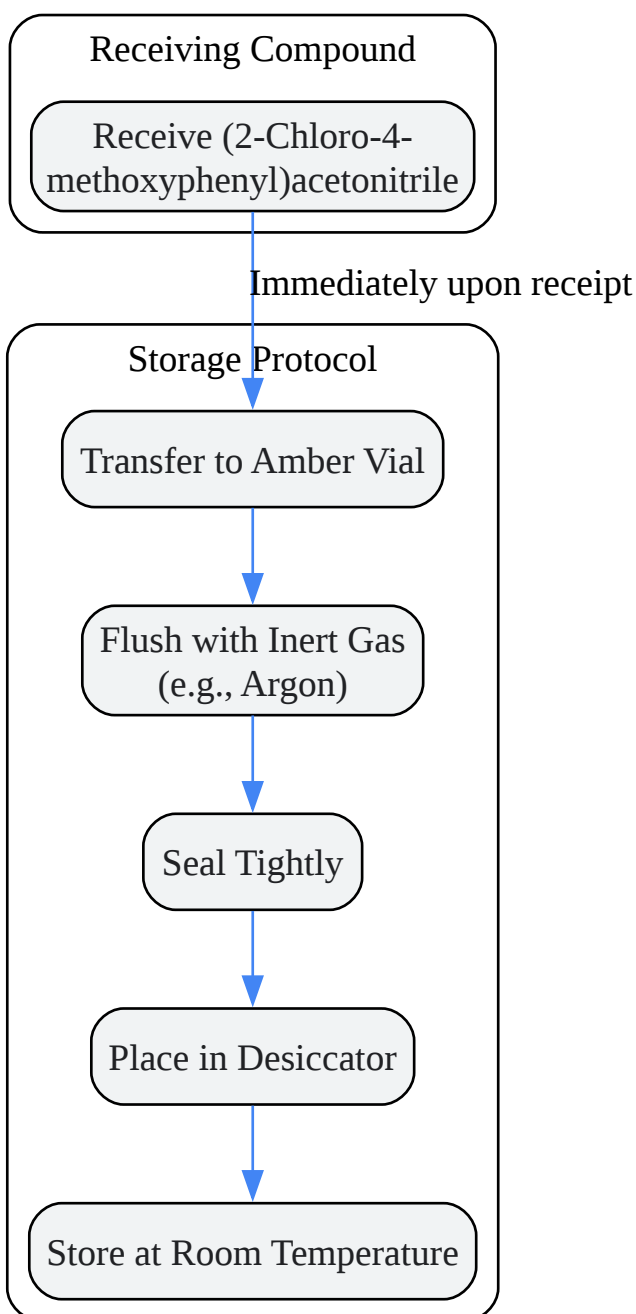 Receiving Compound
Receive (2-Chloro-4-
methoxyphenyl)acetonitrile
Immediately upon receipt
Storage Protocol
Transfer to Amber Vial
Flush with Inert Gas
(e.g., Argon)
Seal Tightly
Place in Desiccator
Store at Room Temperature